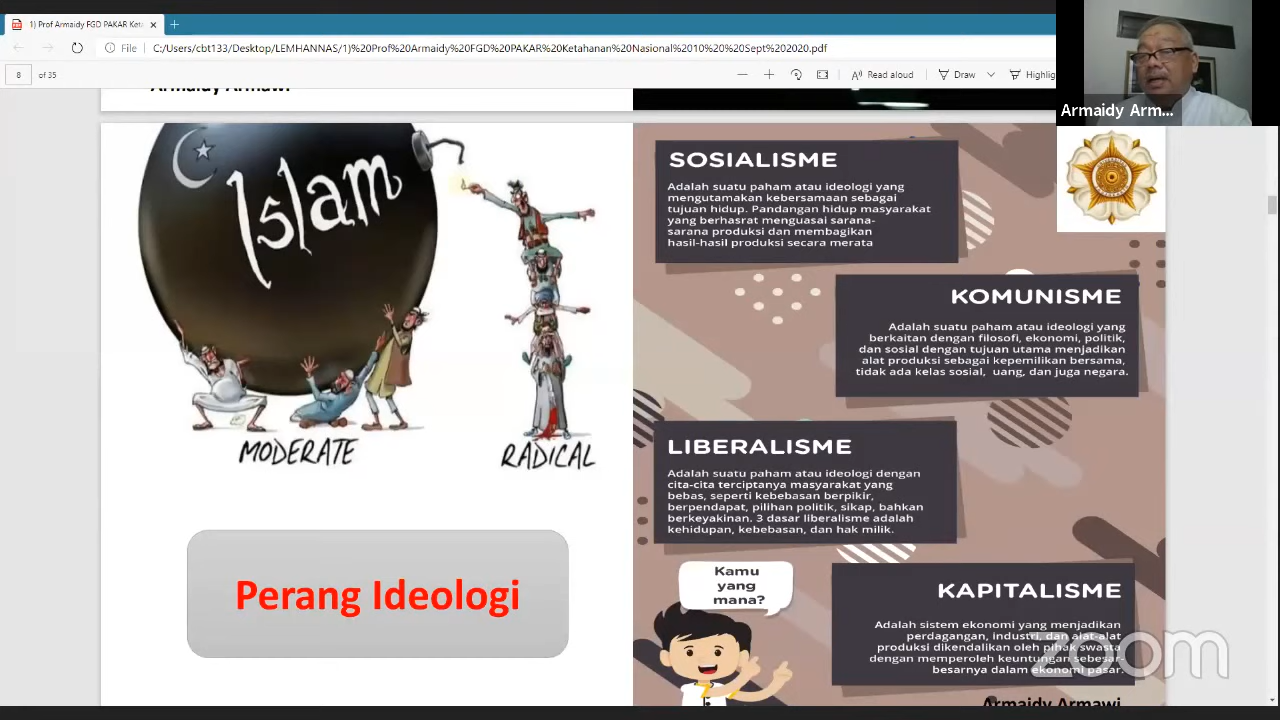 1) Prof Armaidy FGD PAKAR Keta
File
C:/Users/cbt133/Desktop/LEMHANNAS/1)%20Prof%20Armaidy%20FGD%20PAKAR%20Ketahanan%20Nasional%2010%20%20Sept%202020.pdf
8 of 35
Read aloud
Draw
Highlig
Armaidy Arm...
Armaidy Armawi
Islam
MODERATE
RADICAL
Perang Ideologi
SOSIALISME
Adalah suatu paham atau ideologi yang
mengutamakan kebersamaan sebagai
tujuan hidup. Pandangan hidup masyarakat
yang berhasrat menguasai sarana-
sarana produksi dan membagikan
hasil-hasil produksi secara merata
KOMUNISME
Adalah suatu paham atau ideologi yang
berkaitan dengan filosofi, ekonomi, politik,
dan sosial dengan tujuan utama menjadikan
alat produksi sebagai kepemilikan bersama,
tidak ada kelas sosial, uang, dan juga negara.
LIBERALISME
Adalah suatu paham atau ideologi dengan
cita-cita terciptanya masyarakat yang
bebas, seperti kebebasan berpikir,
berpendapat, pilihan politik, sikap, bahkan
berkeyakinan. 3 dasar liberalisme adalah
kehidupan, kebebasan, dan hak milik.
Kamu
yang
mana?
KAPITALISME
Adalah sistem ekonomi yang menjadikan
perdagangan, industri, dan alat-alat
produksi dikendalikan oleh pihak swasta
dengan memperoleh keuntungan sebesar-
besarnya dalam ekonomi pasar.
zoom
Armaidy Armawi